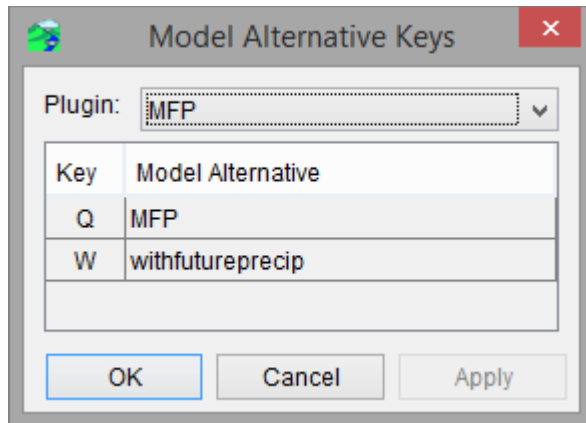 Model Alternative Keys
Plugin: MFP
Key Model Alternative
Q MFP
W withfutureprecip
OK Cancel Apply